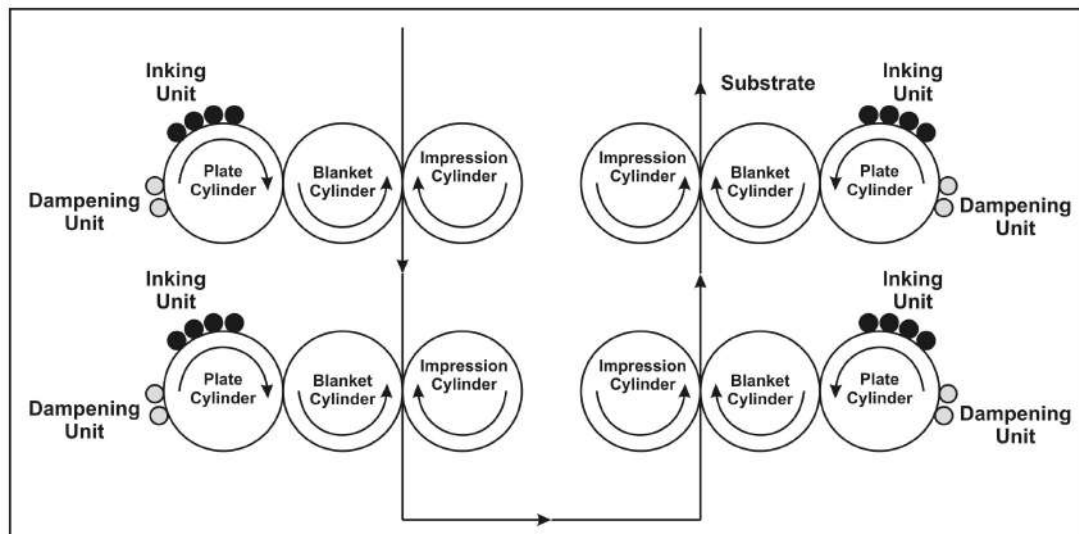 Inking
Unit
Plate
Cylinder
Dampening
Unit
Blanket
Cylinder
Impression
Cylinder
Substrate
Impression
Cylinder
Blanket
Cylinder
Inking
Unit
Plate
Cylinder
Dampening
Unit
Inking
Unit
Plate
Cylinder
Dampening
Unit
Blanket
Cylinder
Impression
Cylinder
Impression
Cylinder
Blanket
Cylinder
Inking
Unit
Plate
Cylinder
Dampening
Unit